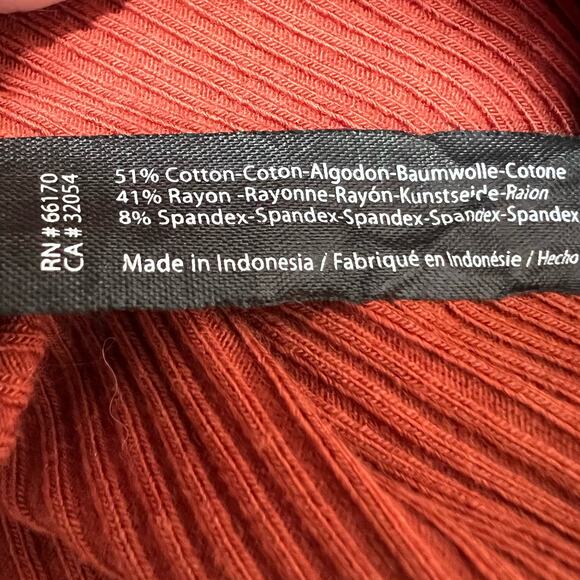 RN # 66170
CA # 32054
51% Cotton-Coton-Algodon-Baumwolle-Cotone
41% Rayon -Rayonne-Rayón-Kunstseide-Raion
8% Spandex-Spandex-Spandex-Spandex-Spandex
Made in Indonesia / Fabriqué en Indonésie / Hecho